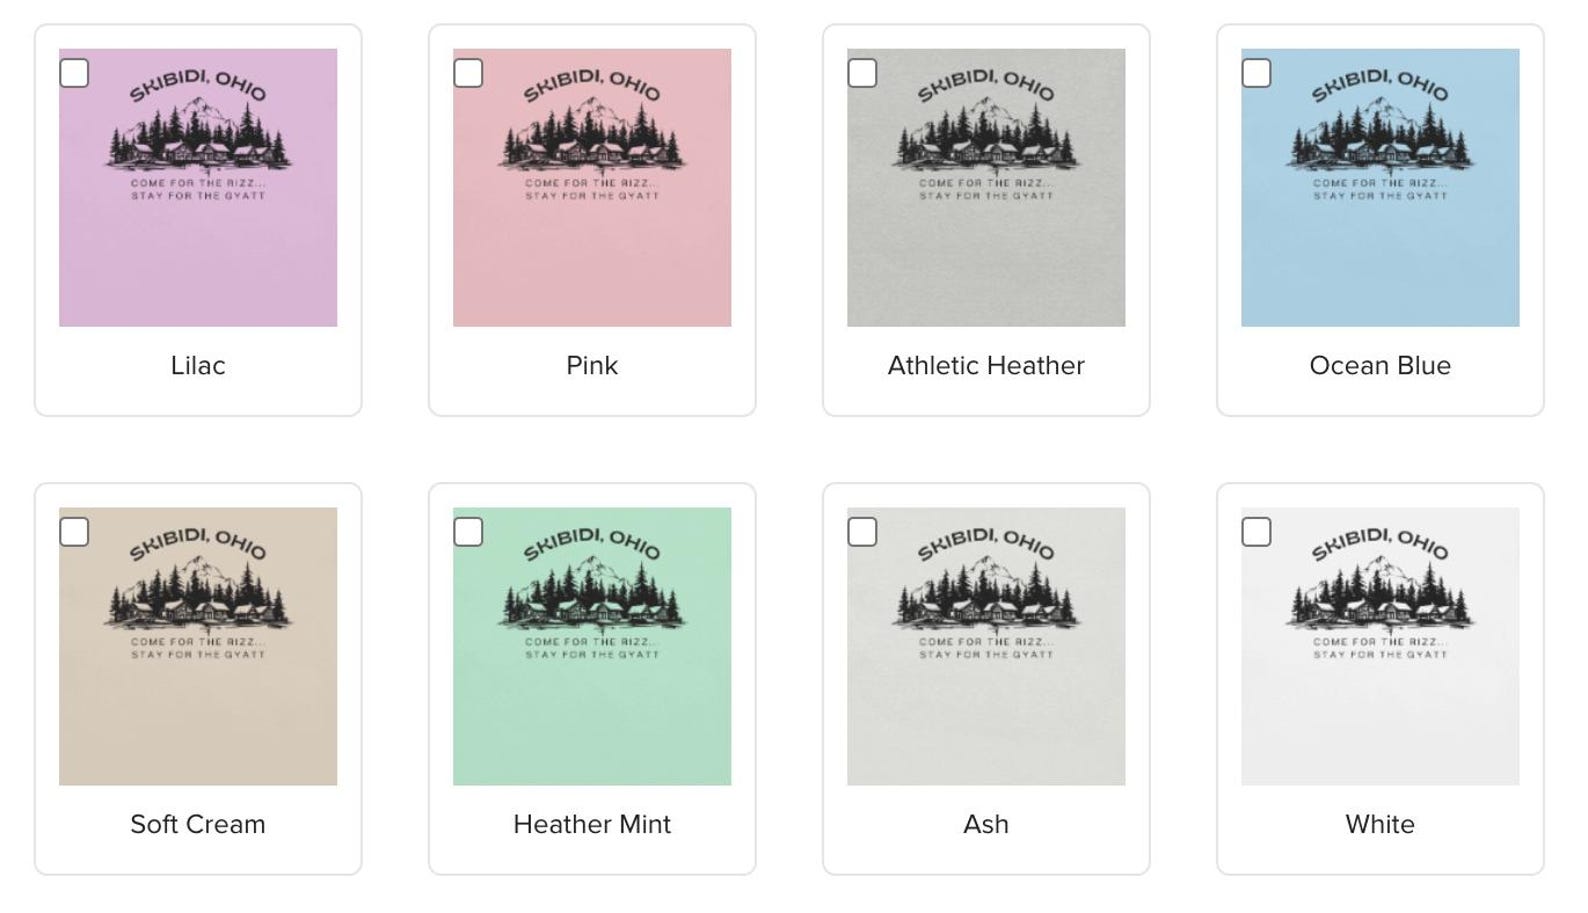 SKIBIDI, OHIO
COME FOR THE RIZZ...
STAY FOR THE GYATT
Lilac
SKIBIDI, OHIO
COME FOR THE RIZZ...
STAY FOR THE GYATT
Pink
SKIBIDI, OHIO
COME FOR THE RIZZ...
STAY FOR THE GYATT
Athletic Heather
SKIBIDI, OHIO
COME FOR THE RIZZ...
STAY FOR THE GYATT
Ocean Blue
SKIBIDI, OHIO
COME FOR THE RIZZ...
STAY FOR THE GYATT
Soft Cream
SKIBIDI, OHIO
COME FOR THE RIZZ...
STAY FOR THE GYATT
Heather Mint
SKIBIDI, OHIO
COME FOR THE RIZZ...
STAY FOR THE GYATT
Ash
SKIBIDI, OHIO
COME FOR THE RIZZ...
STAY FOR THE GYATT
White